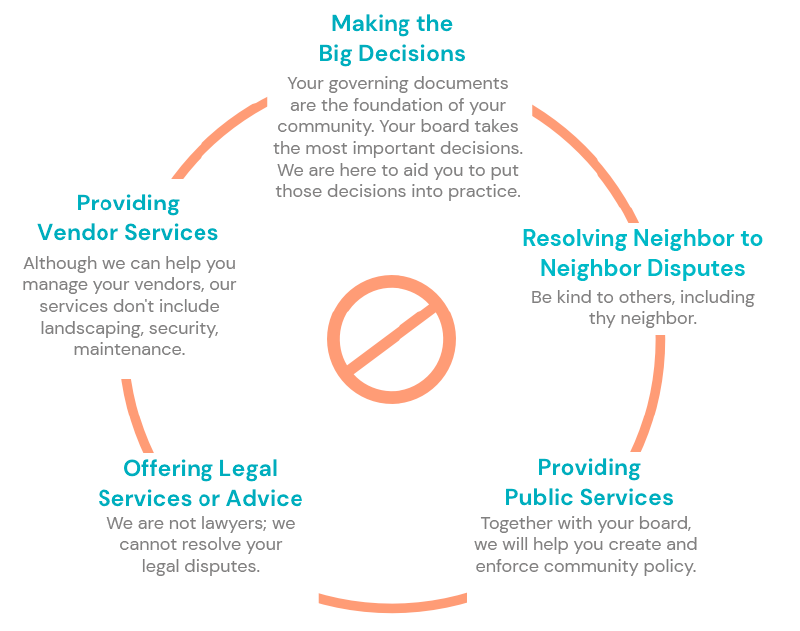 Making the
Big Decisions
Your governing documents
are the foundation of your
community. Your board takes
the most important decisions.
We are here to aid you to put
those decisions into practice.
Resolving Neighbor to
Neighbor Disputes
Be kind to others, including
thy neighbor.
Providing
Public Services
Together with your board,
we will help you create and
enforce community policy.
Offering Legal
Services or Advice
We are not lawyers; we
cannot resolve your
legal disputes.
Providing
Vendor Services
Although we can help you
manage your vendors, our
services don't include
landscaping, security,
maintenance.